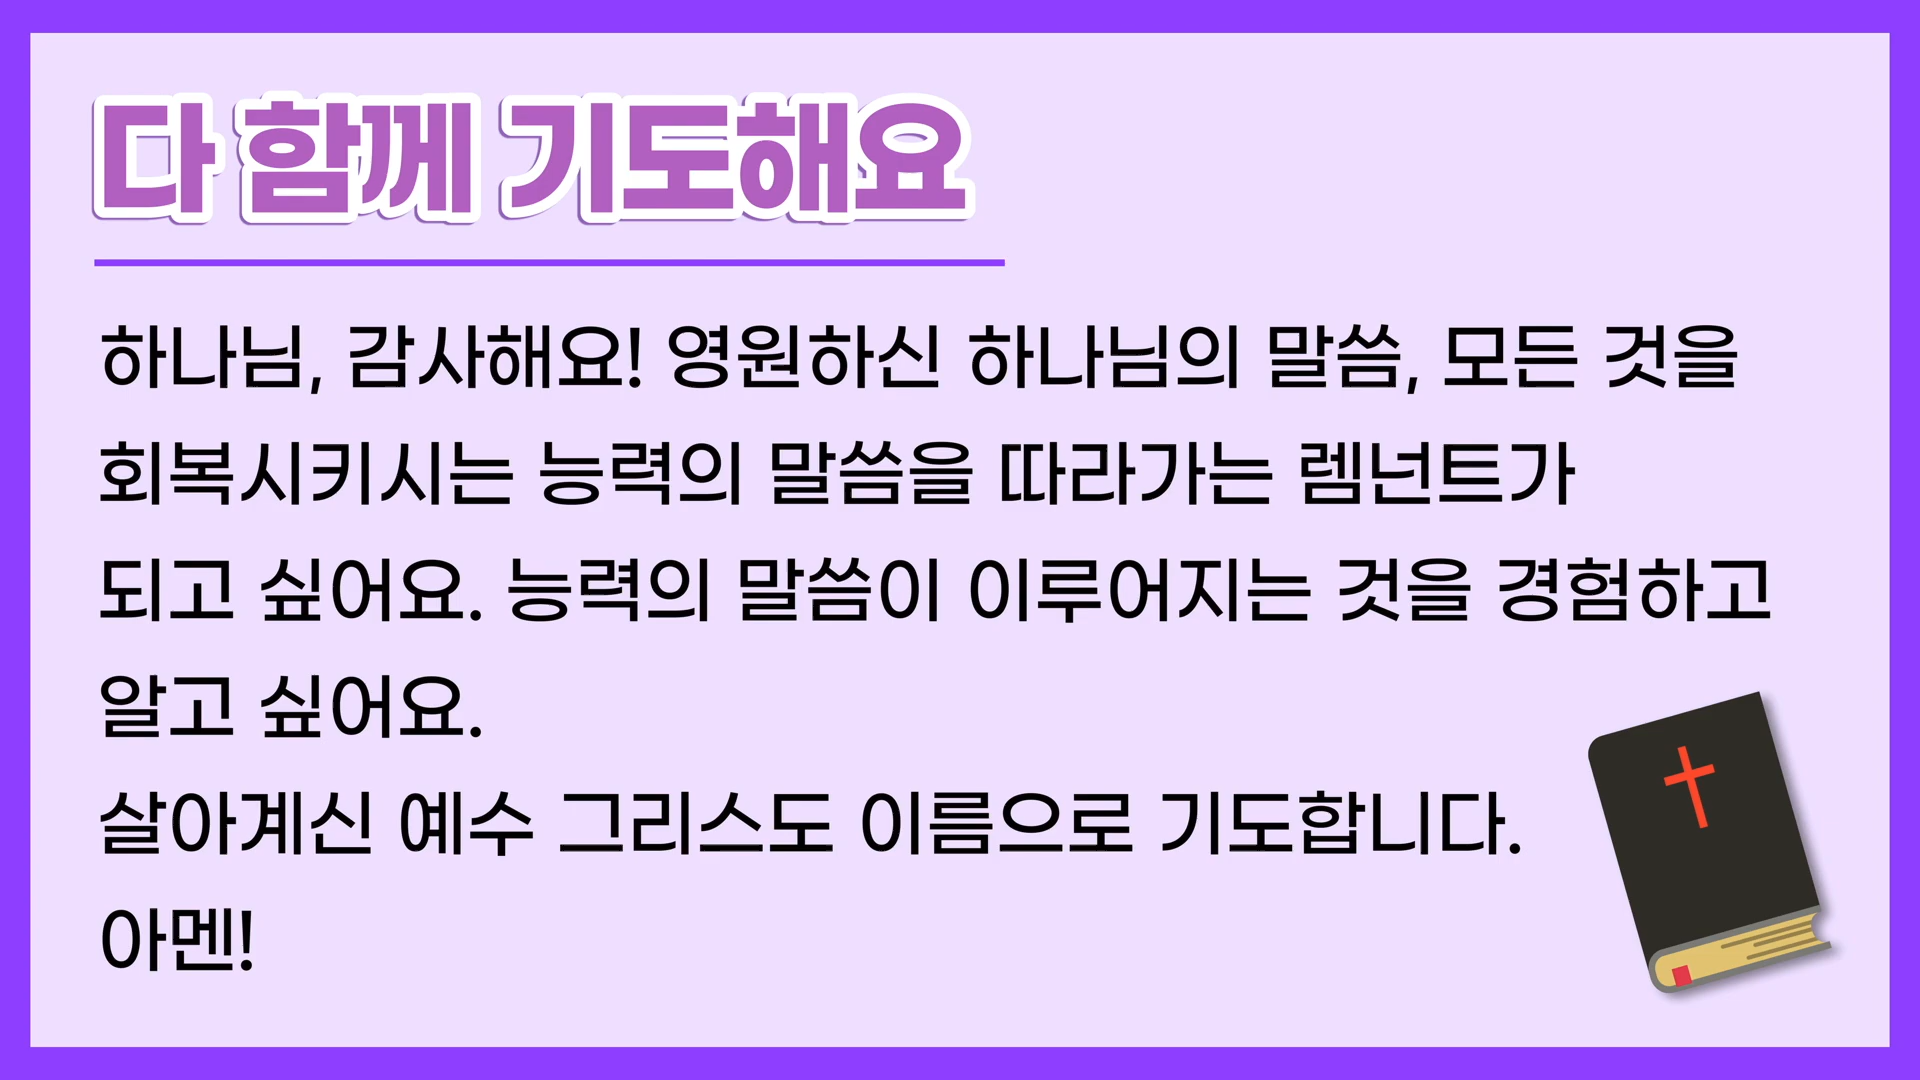 다 함께 기도해요
하나님, 감사해요! 영원하신 하나님의 말씀, 모든 것을
회복시키시는 능력의 말씀을 따라가는 렘넌트가
되고 싶어요. 능력의 말씀이 이루어지는 것을 경험하고
알고 싶어요.
살아계신 예수 그리스도 이름으로 기도합니다.
아멘!